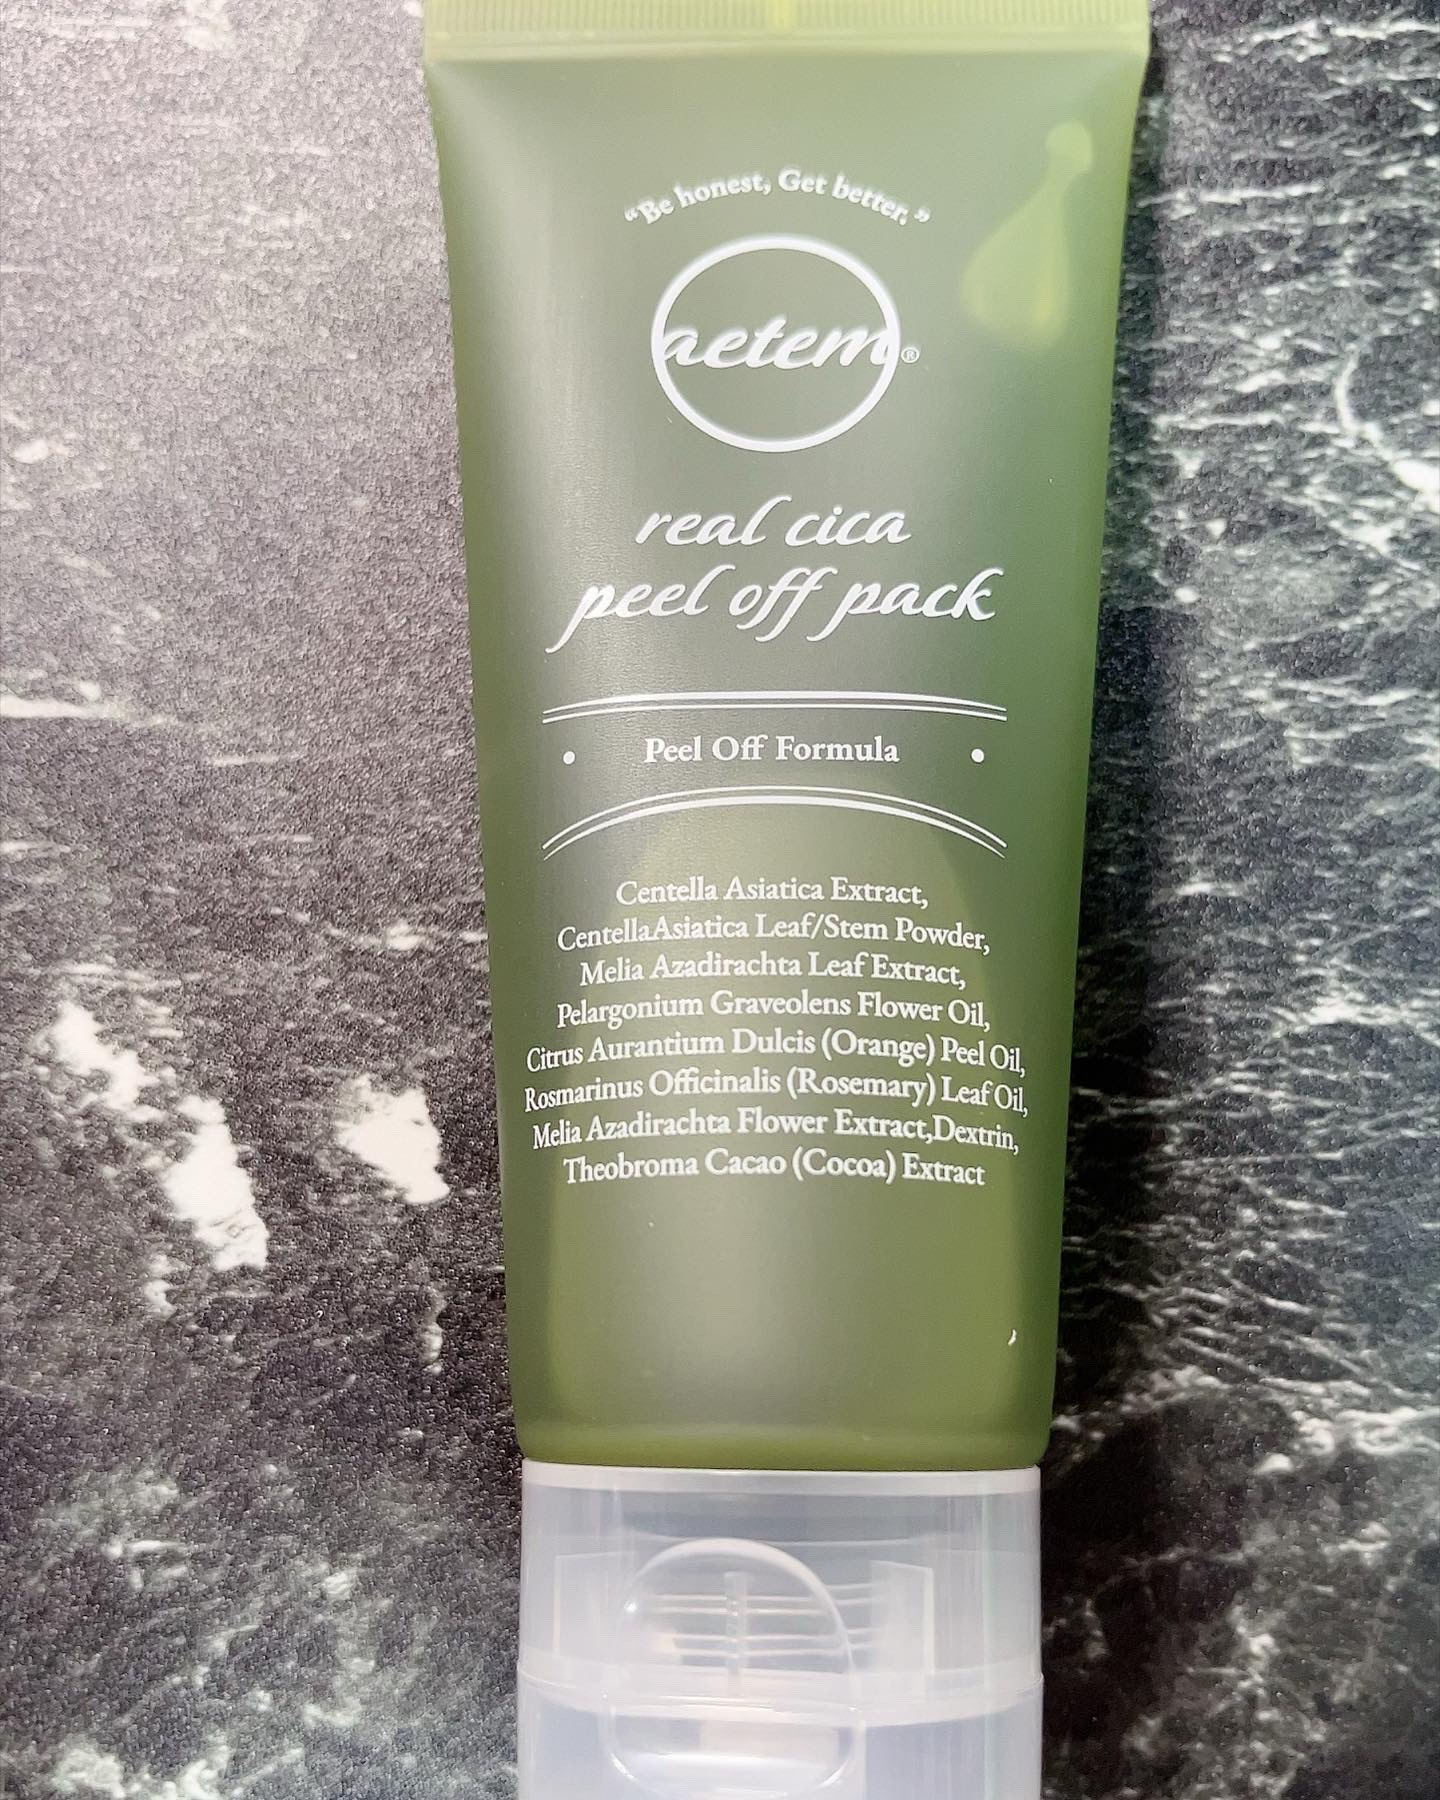 “Be honest, Get better.”
aetem®
real cica
peel off pack
• Peel Off Formula •
Centella Asiatica Extract,
CentellaAsiatica Leaf/Stem Powder,
Melia Azadirachta Leaf Extract,
Pelargonium Graveolens Flower Oil,
Citrus Aurantium Dulcis (Orange) Peel Oil,
Rosmarinus Officinalis (Rosemary) Leaf Oil,
Melia Azadirachta Flower Extract,Dextrin,
Theobroma Cacao (Cocoa) Extract